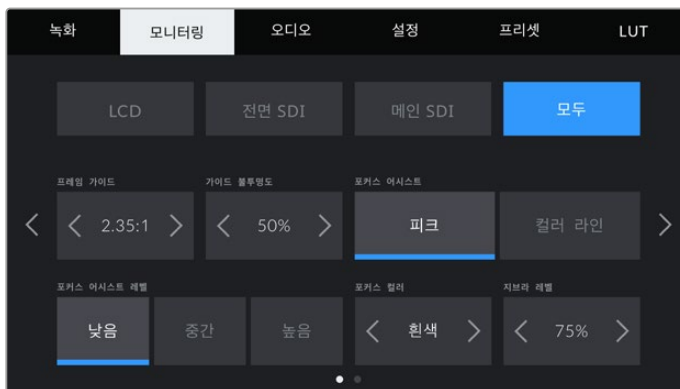 녹화 모니터링 오디오 설정 프리셋 LUT
LCD 전면 SDI 메인 SDI 모두
프레임 가이드 가이드 불투명도 포커스 어시스트
2.35:1 50% 피크 컬러 라인
포커스 어시스트 레벨 포커스 컬러 지브라 레벨
낮음 중간 높음 흰색 75%